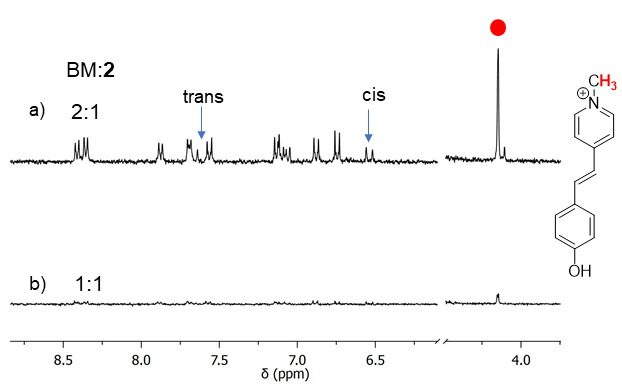 BM:2
a) 2:1
trans
cis
CH3
+
N
OH
b) 1:1
8.5 8.0 7.5 7.0 6.5 4.0
δ (ppm)